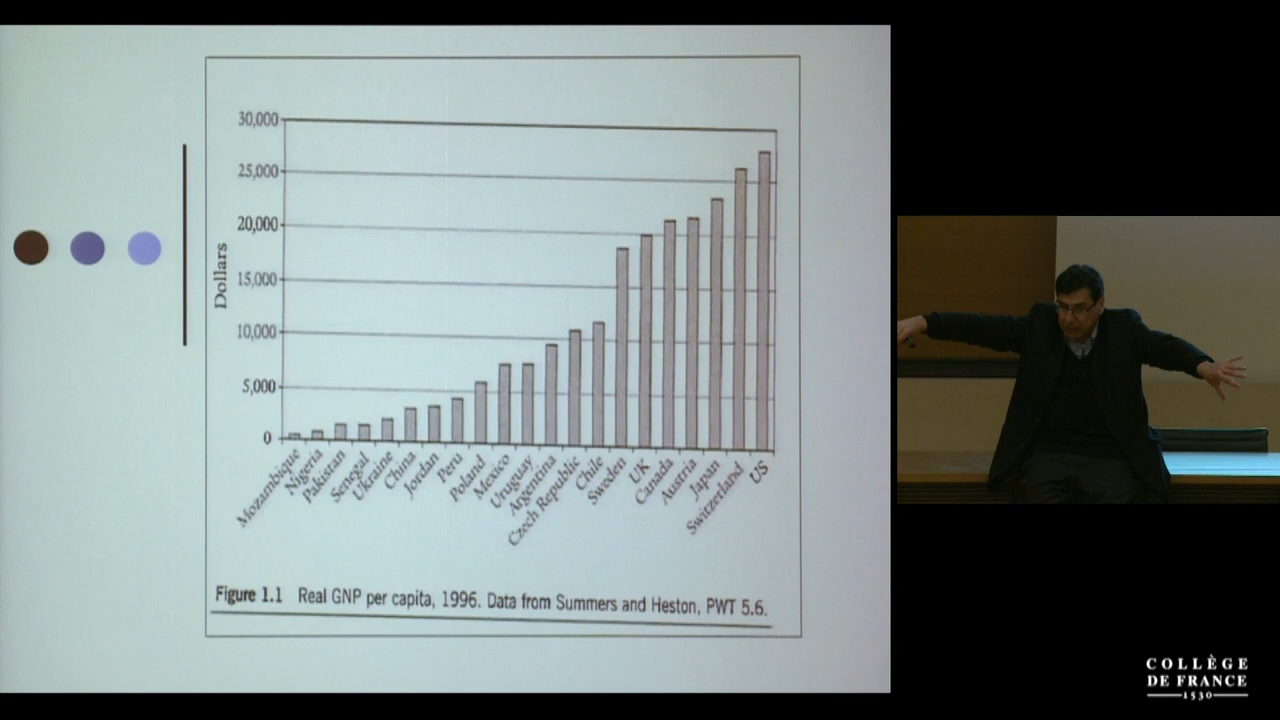 30,000
25,000
20,000
15,000
10,000
5,000
0
Dollars
Mozambique
Nigeria
Pakistan
Senegal
Ukraine
China
Jordan
Peru
Poland
Mexico
Uruguay
Argentina
Czech Republic
Chile
Sweden
UK
Canada
Austria
Japan
Switzerland
US
Figure 1.1 Real GNP per capita, 1996. Data from Summers and Heston, PWT 5.6.
COLLÈGE
DE FRANCE
1530